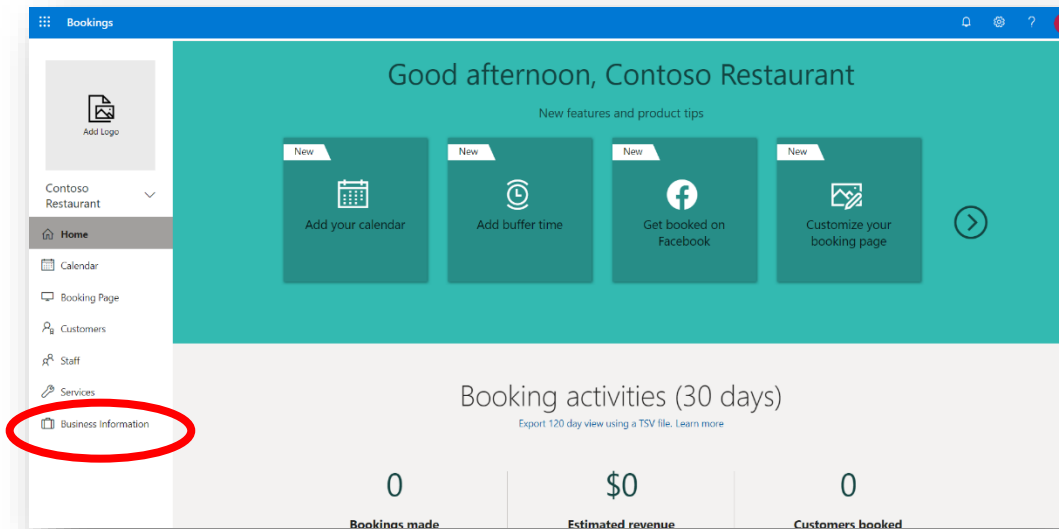 Bookings
?
Add Logo
Contoso
Restaurant
Home
Calendar
Booking Page
Customers
Staff
Services
Business Information
Good afternoon, Contoso Restaurant
New features and product tips
New
Add your calendar
New
Add buffer time
New
Get booked on
Facebook
New
Customize your
booking page
Booking activities (30 days)
Export 120 day view using a TSV file. Learn more
0
Bookings made
$0
Estimated revenue
0
Customers booked